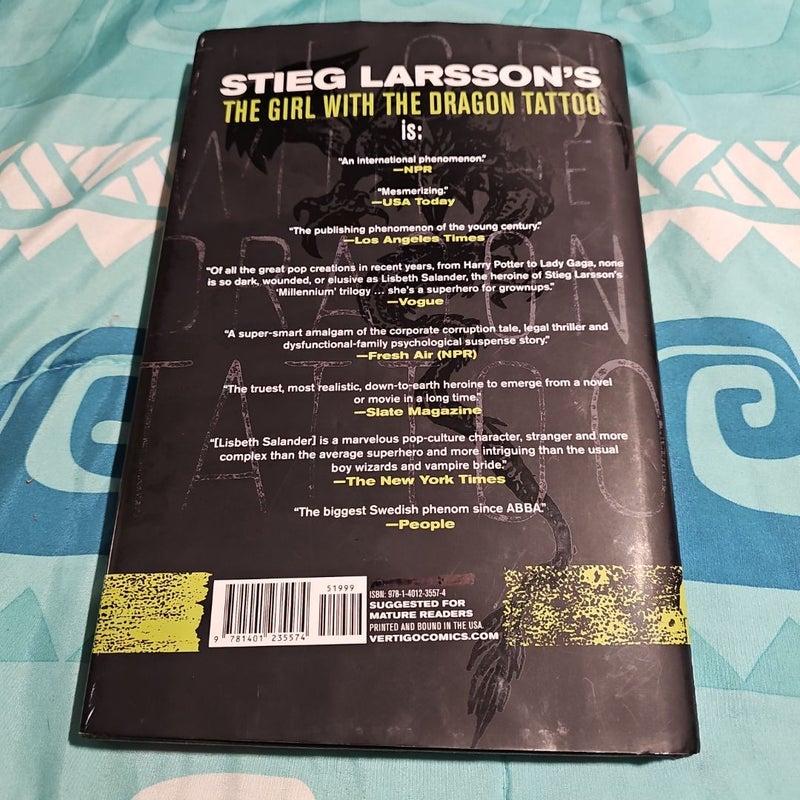 STIEG LARSSON'S
THE GIRL WITH THE DRAGON TATTOO
is:
"An international phenomenon."
—NPR
"Mesmerizing."
—USA Today
"The publishing phenomenon of the young century."
—Los Angeles Times
"Of all the great pop creations in recent years, from Harry Potter to Lady Gaga, none
is so dark, wounded, or elusive as Lisbeth Salander, the heroine of Stieg Larsson's
'Millennium' trilogy ... she's a superhero for grownups."
—Vogue
"A super-smart amalgam of the corporate corruption tale, legal thriller and
dysfunctional-family psychological suspense story."
—Fresh Air (NPR)
"The truest, most realistic, down-to-earth heroine to emerge from a novel
or movie in a long time."
—Slate Magazine
"[Lisbeth Salander] is a marvelous pop-culture character, stranger and more
complex than the average superhero and more intriguing than the usual
boy wizards and vampire bride."
—The New York Times
"The biggest Swedish phenom since ABBA."
—People
51999
9 781401 235574
ISBN: 978-1-4012-3557-4
SUGGESTED FOR
MATURE READERS
PRINTED AND BOUND IN THE USA.
VERTIGOCOMICS.COM
DRAGON
TATTOO